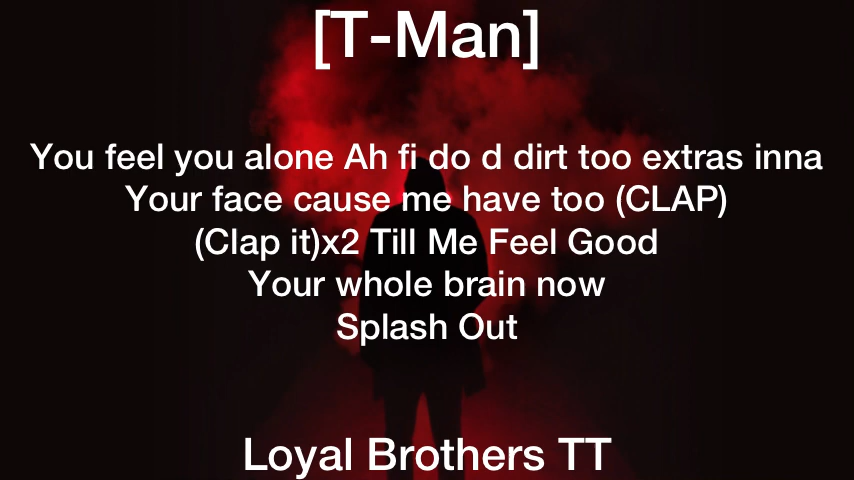 [T-Man]
You feel you alone Ah fi do d dirt too extras inna
Your face cause me have too (CLAP)
(Clap it)x2 Till Me Feel Good
Your whole brain now
Splash Out
Loyal Brothers TT